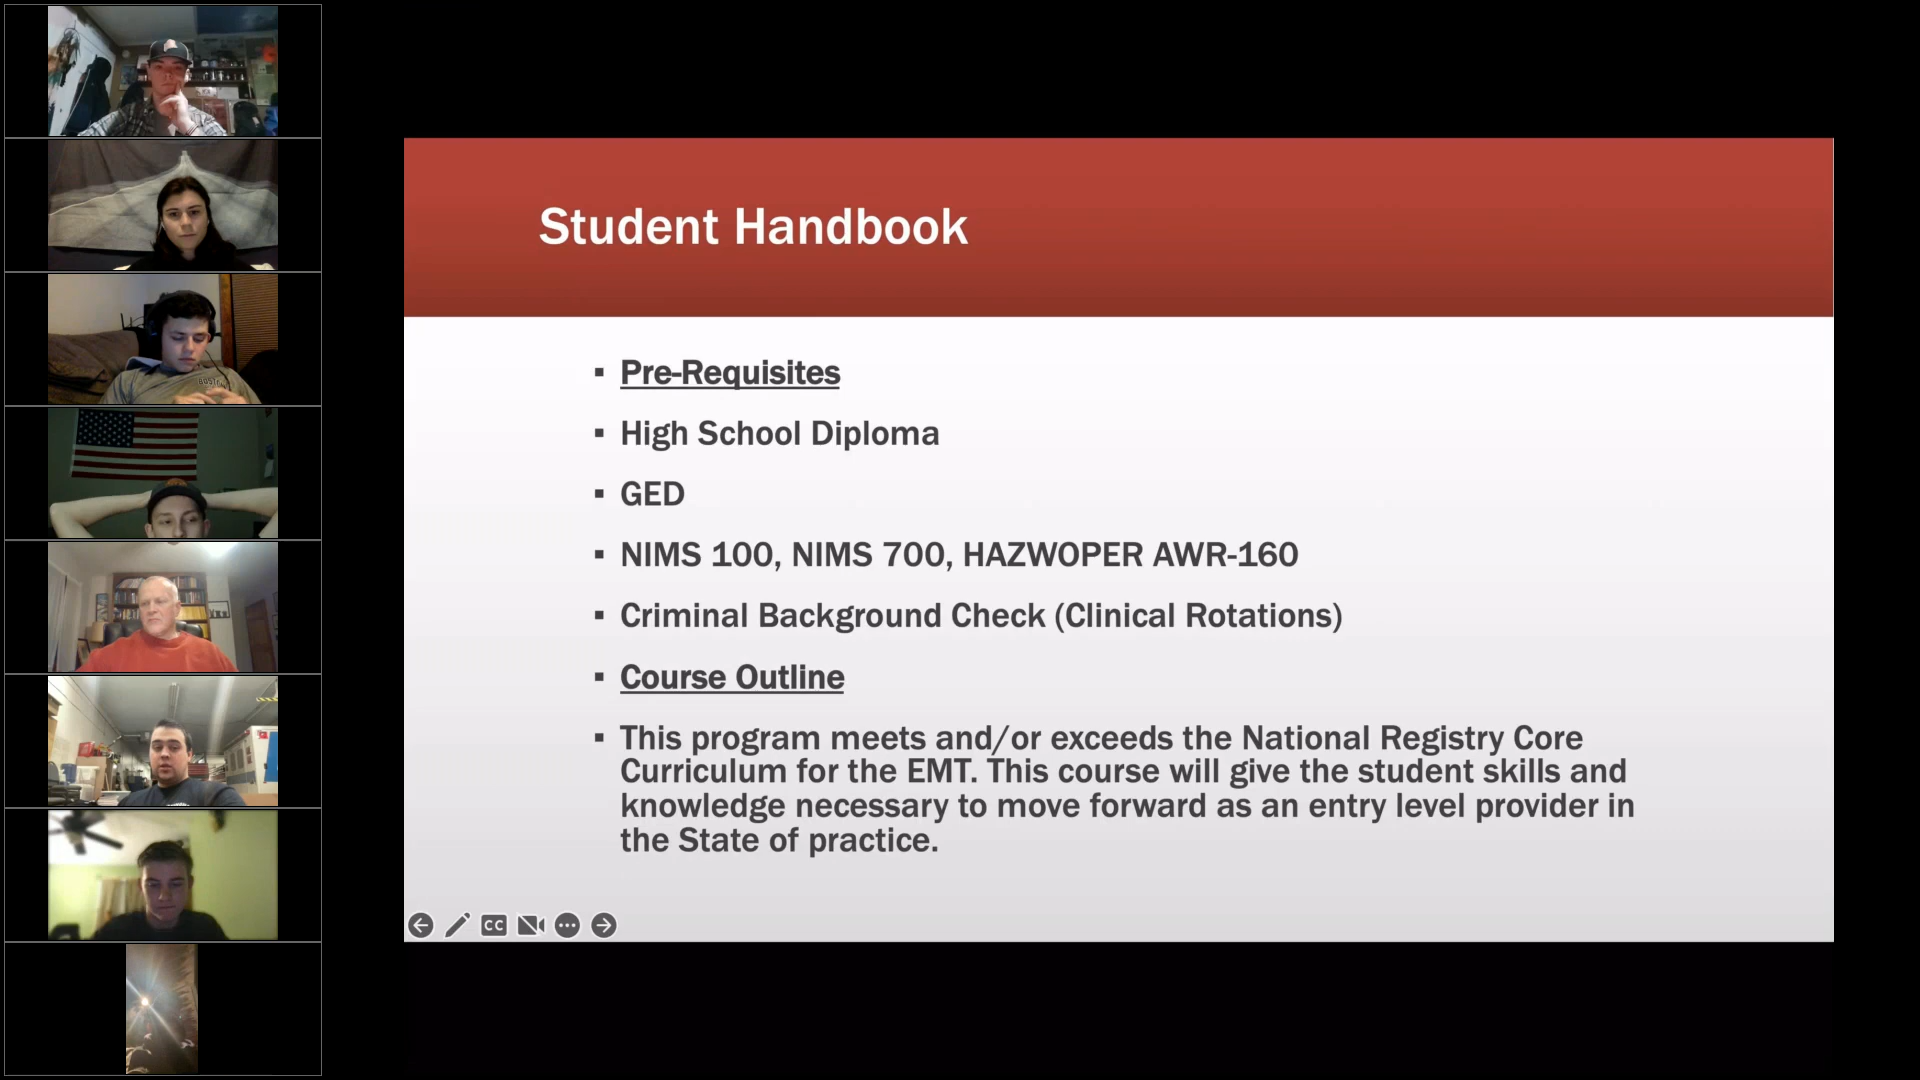 Student Handbook
▪ Pre-Requisites
▪ High School Diploma
▪ GED
▪ NIMS 100, NIMS 700, HAZWOPER AWR-160
▪ Criminal Background Check (Clinical Rotations)
▪ Course Outline
▪ This program meets and/or exceeds the National Registry Core
Curriculum for the EMT. This course will give the student skills and
knowledge necessary to move forward as an entry level provider in
the State of practice.
CC